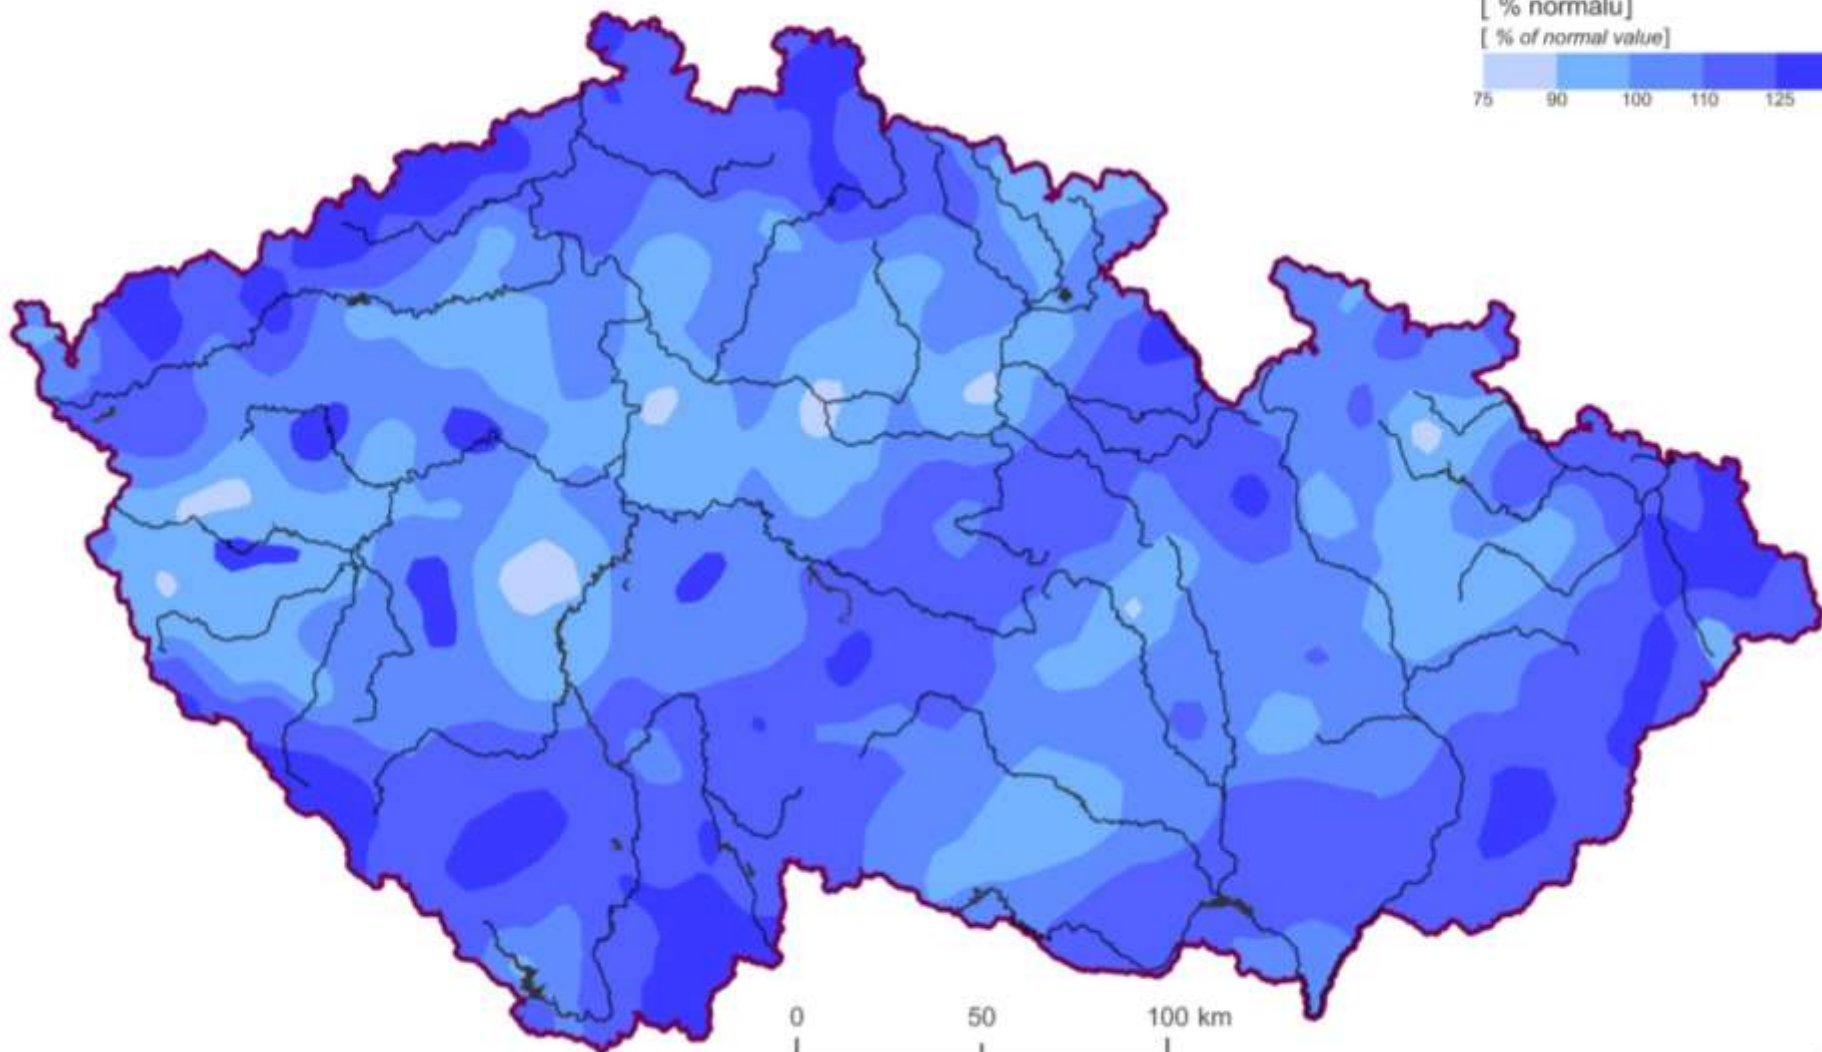 [ % normálu]
[ % of normal value]
75 90 100 110 125
0 50 100 km